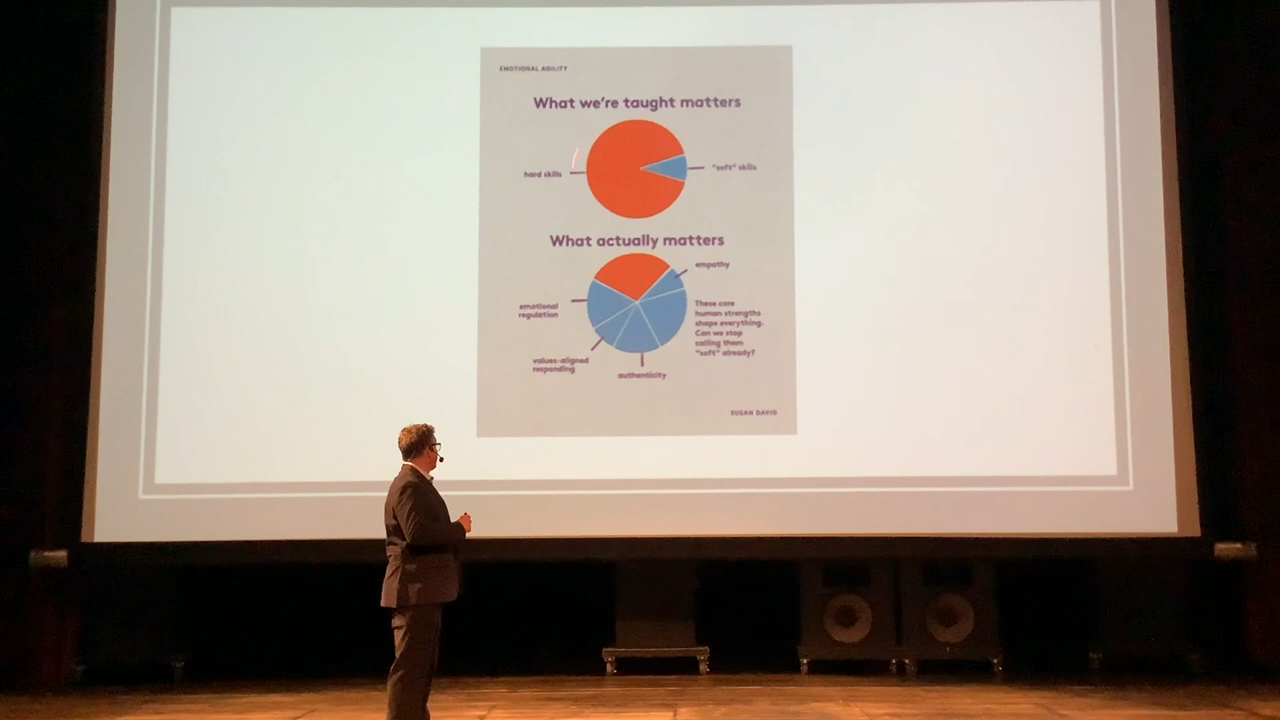 EMOTIONAL AGILITY
What we're taught matters
hard skills
"soft" skills
What actually matters
empathy
emotional
regulation
These core
human strengths
shape everything.
Can we stop
calling them
"soft" already?
values-aligned
responding
authenticity
SUSAN DAVID